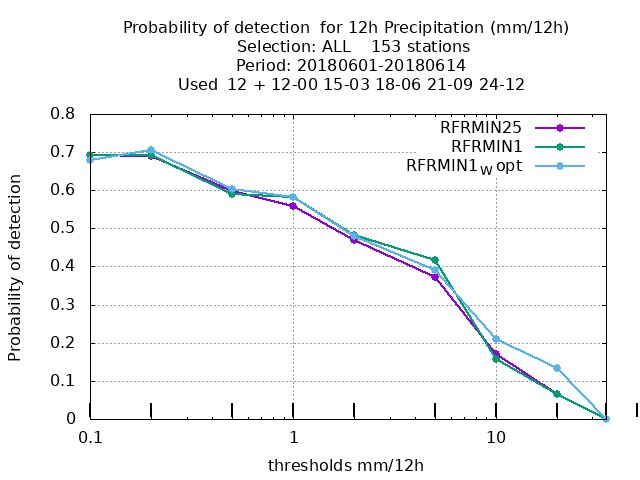 Probability of detection  for 12h Precipitation (mm/12h)
Selection: ALL    153 stations
Period: 20180601-20180614
Used  12 + 12-00 15-03 18-06 21-09 24-12
0.8
0.7
0.6
0.5
0.4
0.3
0.2
0.1
0
Probability of detection
RFRMIN25
RFRMIN1
RFRMIN1w opt
0.1
1
10
thresholds mm/12h